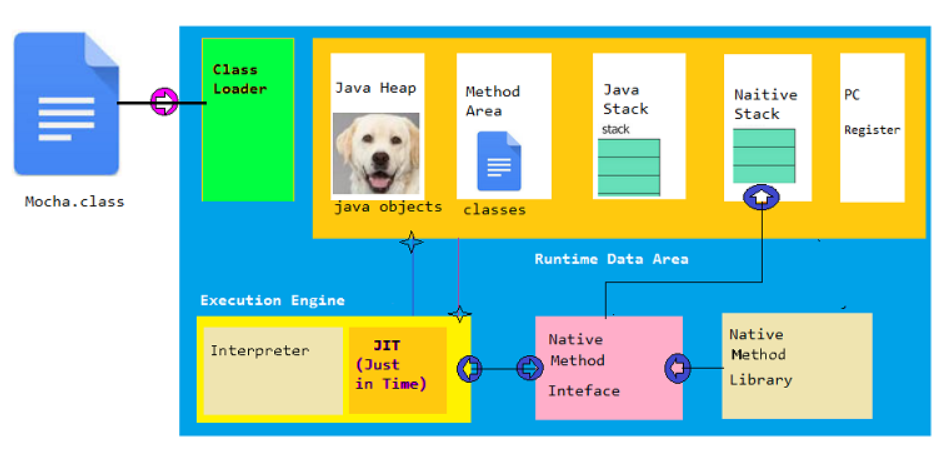 Class
Loader
Java Heap
java objects
Method
Area
classes
Java
Stack
stack
Naitive
Stack
PC
Register
Mocha.class
Runtime Data Area
Execution Engine
Interpreter
JIT
(Just
in Time)
Native
Method
Inteface
Native
Method
Library